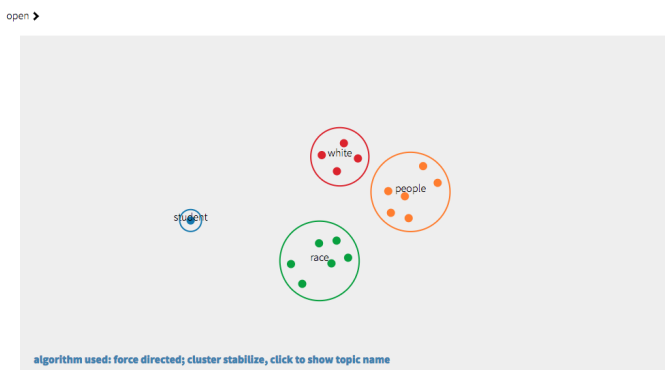 open
white
people
student
race
algorithm used: force directed; cluster stabilize, click to show topic name